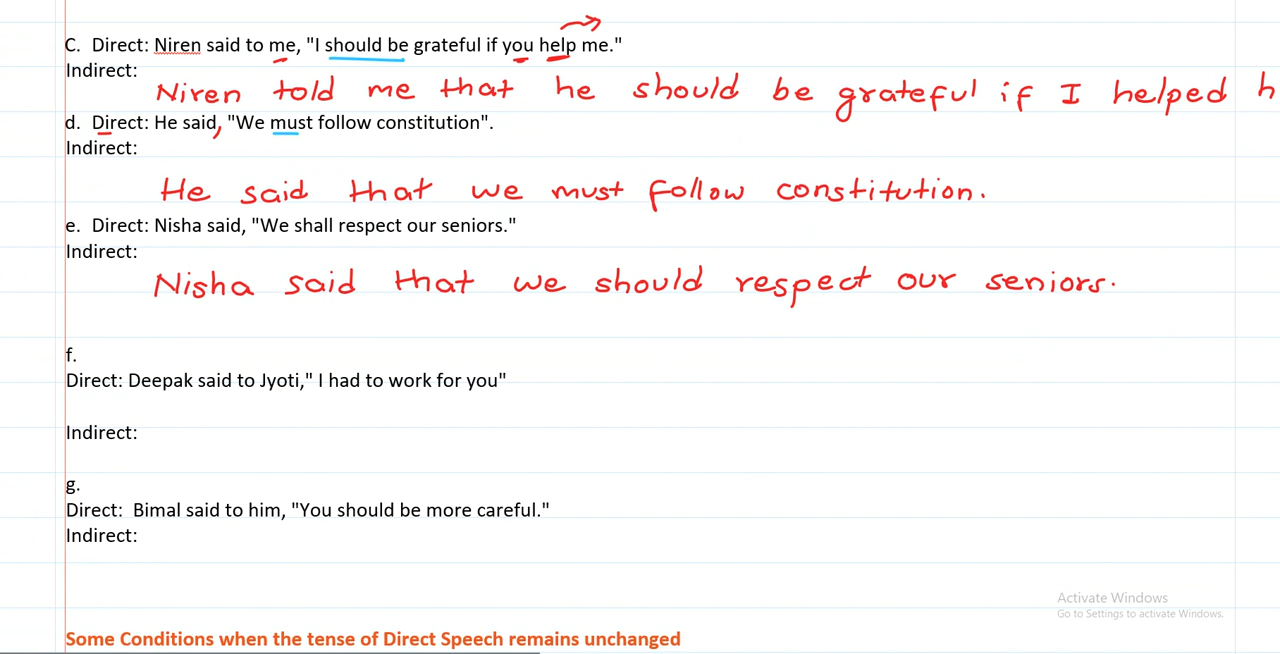 C. Direct: Niren said to me, "I should be grateful if you help me."
Indirect:
Niren told me that he should be grateful if I helped h
d. Direct: He said, "We must follow constitution".
Indirect:
He said that we must follow constitution.
e. Direct: Nisha said, "We shall respect our seniors."
Indirect:
Nisha said that we should respect our seniors.
f.
Direct: Deepak said to Jyoti," I had to work for you"
Indirect:
g.
Direct: Bimal said to him, "You should be more careful."
Indirect:
Activate Windows
Go to Settings to activate Windows.
Some Conditions when the tense of Direct Speech remains unchanged